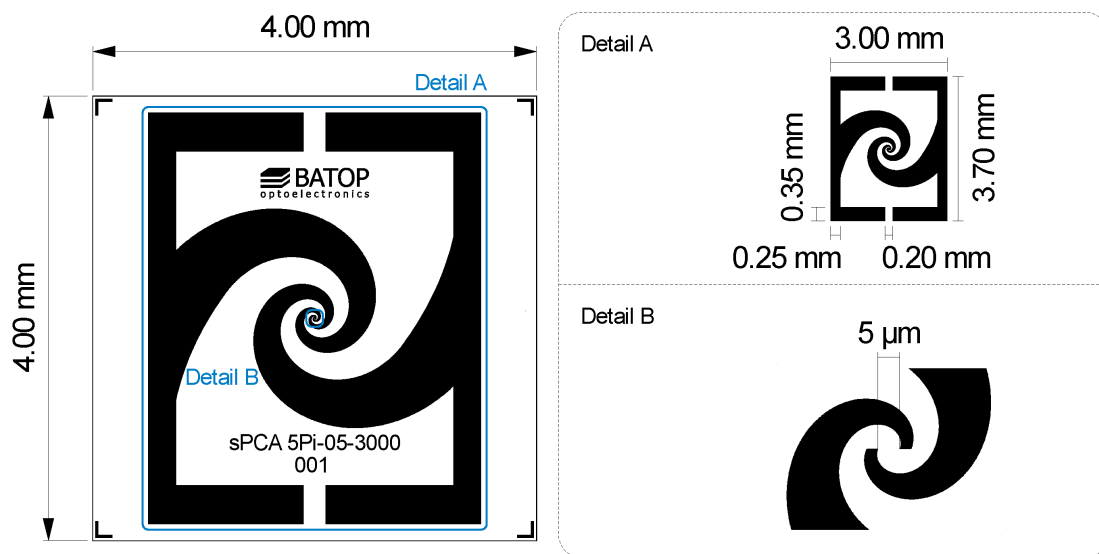 4.00 mm
Detail A
4.00 mm
BATOP
optoelectronics
Detail B
sPCA 5Pi-05-3000
001
Detail A
3.00 mm
0.35 mm
3.70 mm
0.25 mm
0.20 mm
Detail B
5 µm